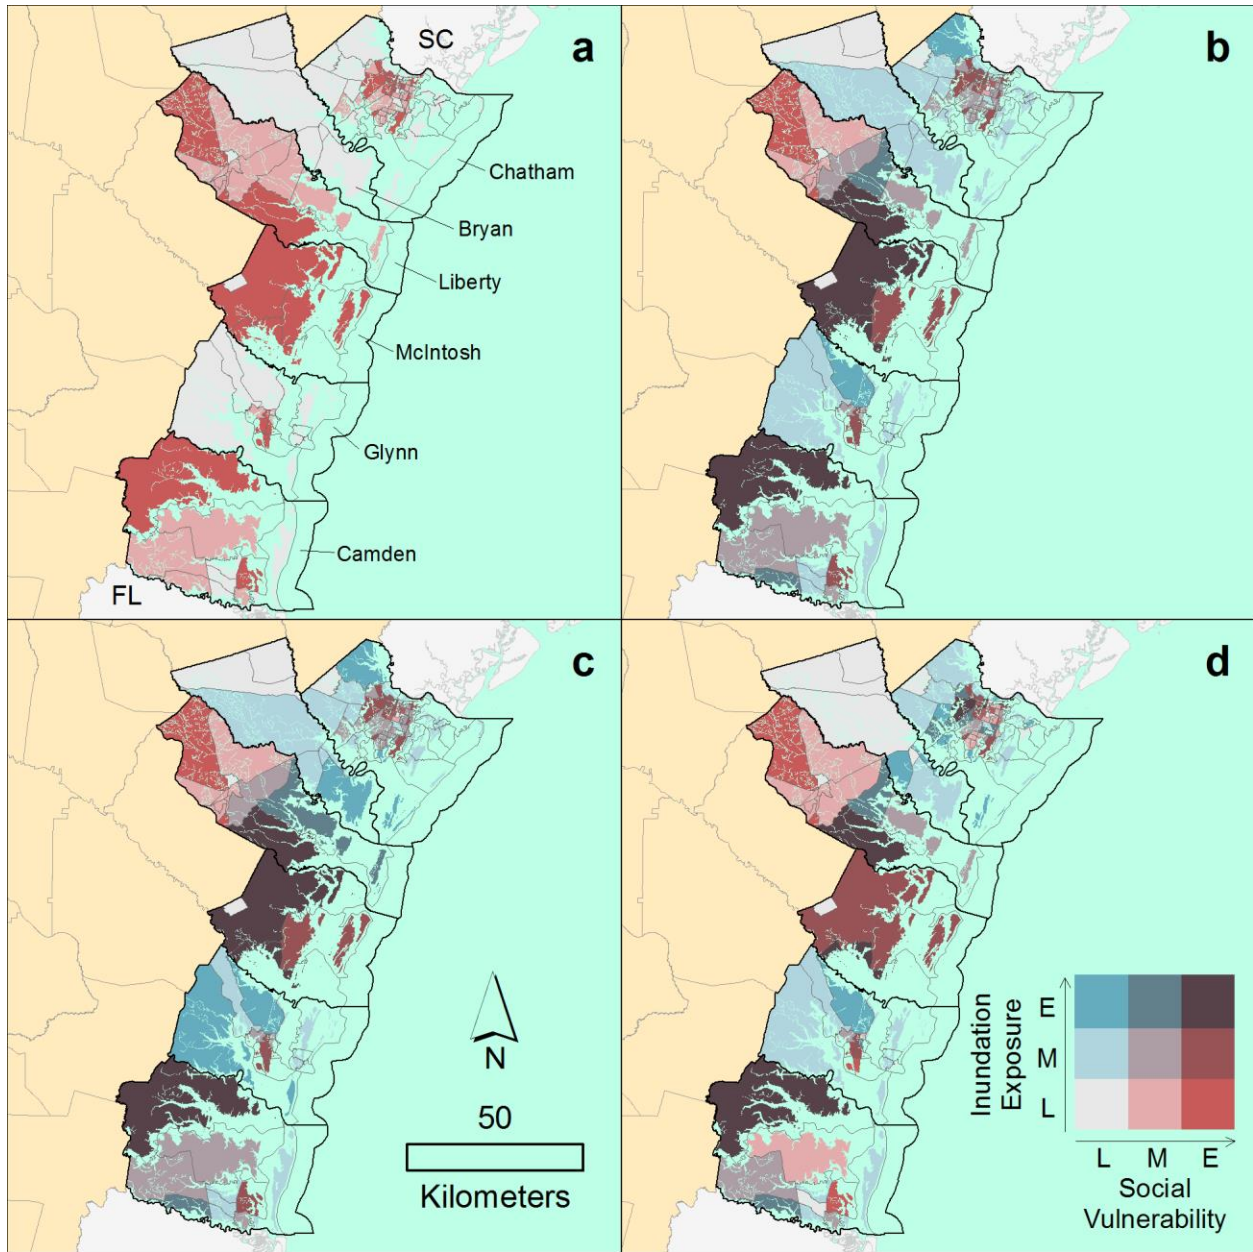 a
SC
Chatham
Bryan
Liberty
McIntosh
Glynn
Camden
FL
b
c
N
50
Kilometers
d
Inundation
Exposure
E
M
L
L M E
Social
Vulnerability